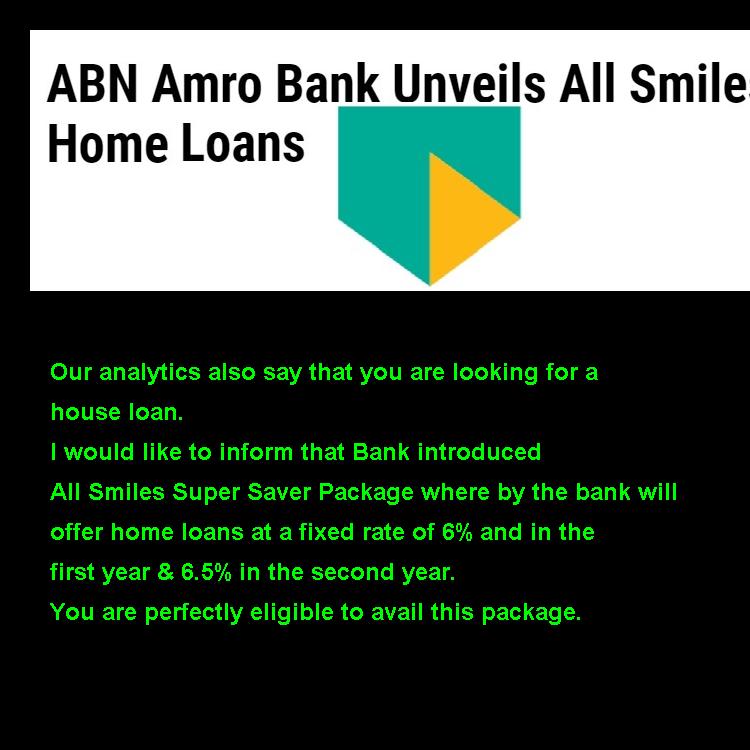 ABN Amro Bank Unveils All Smiles
Home Loans
Our analytics also say that you are looking for a
house loan.
I would like to inform that Bank introduced
All Smiles Super Saver Package where by the bank will
offer home loans at a fixed rate of 6% and in the
first year & 6.5% in the second year.
You are perfectly eligible to avail this package.